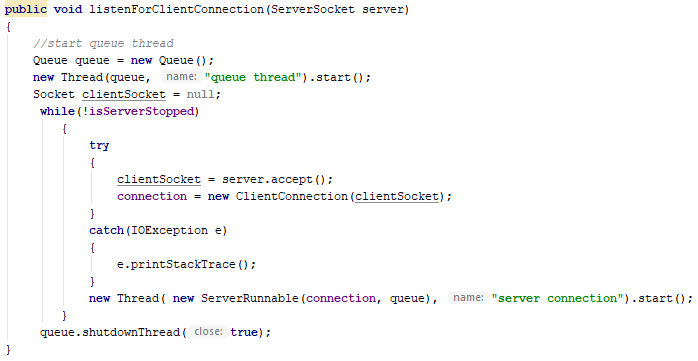 public void listenForClientConnection(ServerSocket server)
{
//start queue thread
Queue queue = new Queue();
new Thread(queue, name: "queue thread").start();
Socket clientSocket = null;
while(!isServerStopped)
{
try
{
clientSocket = server.accept();
connection = new ClientConnection(clientSocket);
}
catch(IOException e)
{
e.printStackTrace();
}
new Thread( new ServerRunnable(connection, queue), name: "server connection").start();
}
queue.shutdownThread( close: true);
}